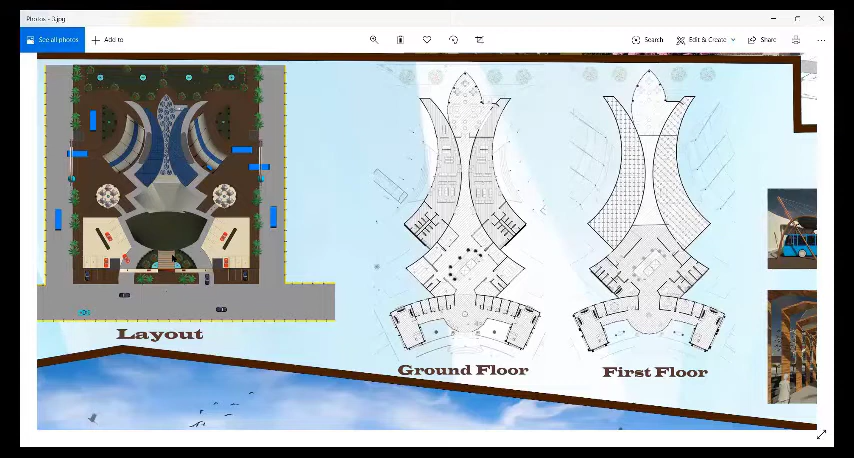 Photos - 3.jpg
See all photos
Add to
Search
Edit & Create
Share
Layout
Ground Floor
First Floor